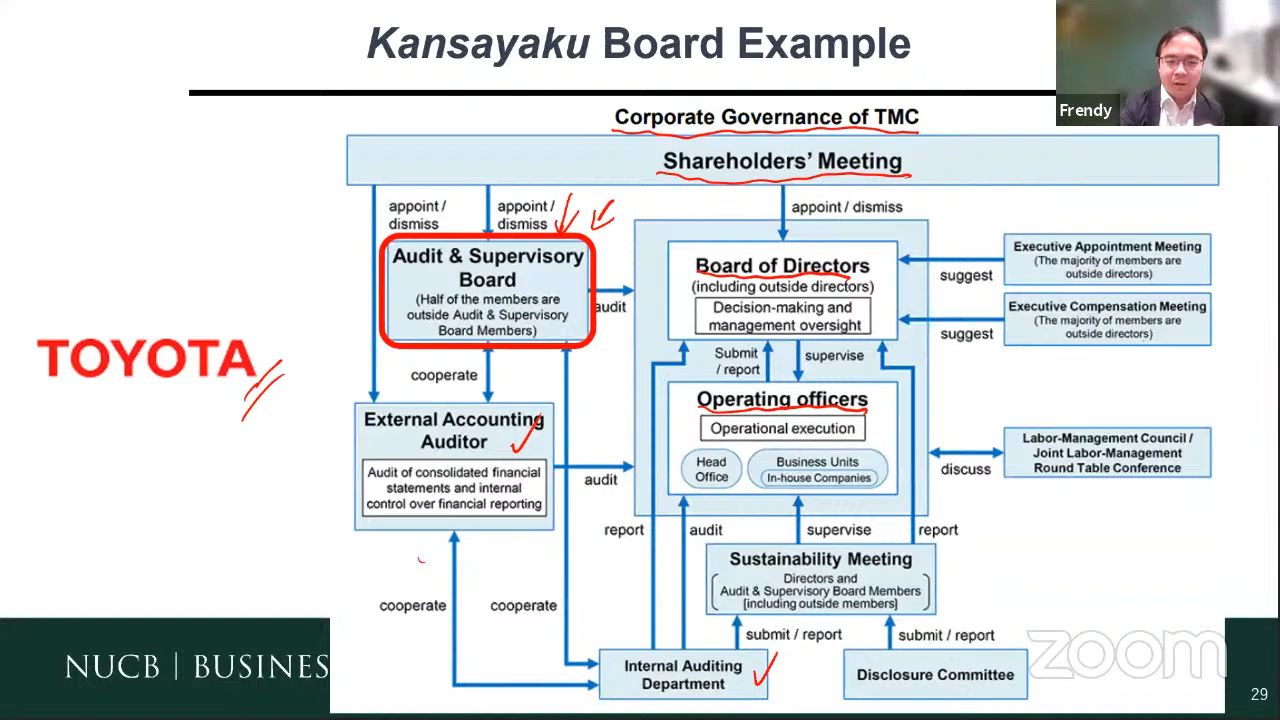 Kansayaku Board Example
Frendy
Corporate Governance of TMC
Shareholders' Meeting
appoint /
dismiss
appoint /
dismiss
appoint / dismiss
Audit & Supervisory
Board
(Half of the members are
outside Audit & Supervisory
Board Members)
audit
Board of Directors
(including outside directors)
Decision-making and
management oversight
suggest
Executive Appointment Meeting
(The majority of members are
outside directors)
suggest
Executive Compensation Meeting
(The majority of members are
outside directors)
TOYOTA
cooperate
Submit
/ report
supervise
External Accounting
Auditor
Audit of consolidated financial
statements and internal
control over financial reporting
audit
Operating officers
Operational execution
Head
Office
Business Units
In-house Companies
discuss
Labor-Management Council /
Joint Labor-Management
Round Table Conference
report
audit
supervise
report
cooperate
cooperate
Sustainability Meeting
Directors and
Audit & Supervisory Board Members
[including outside members]
submit / report
submit / report
Internal Auditing
Department
Disclosure Committee
NUCB | BUSINES
zoom
29